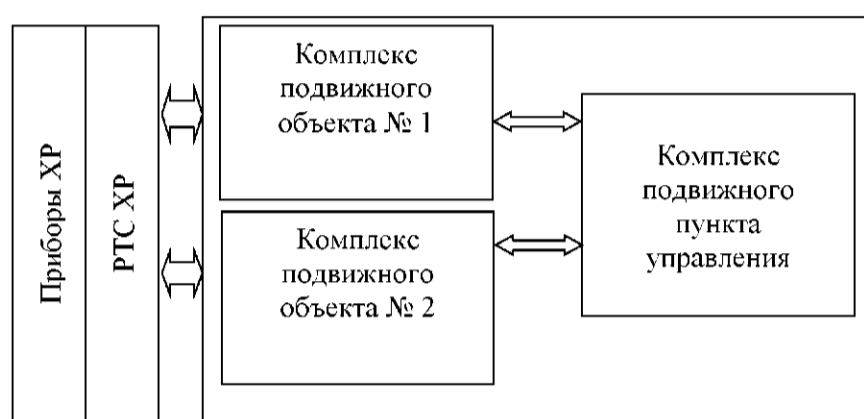 Приборы ХР
РТС ХР
Комплекс
подвижного
объекта № 1
Комплекс
подвижного
объекта № 2
Комплекс
подвижного
пункта
управления